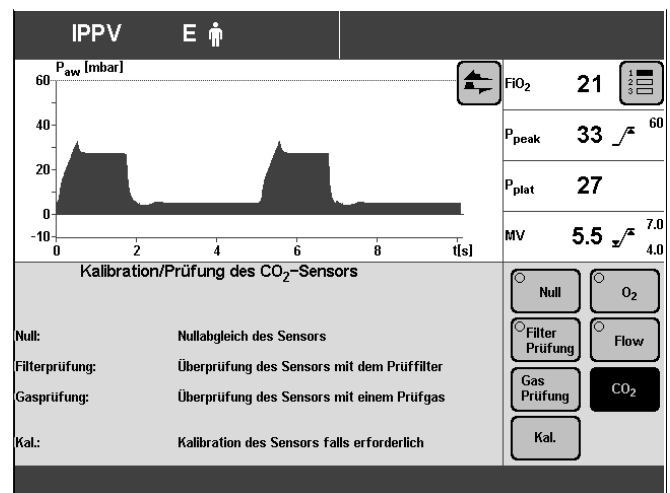 IPPV E
Paw [mbar]
60
40
20
0
-10
0 2 4 6 8 t[s]
FiO2 21
1
2
3
Ppeak 33 60
Pplat 27
MV 5.5 7.0
4.0
Kalibration/Prüfung des CO2-Sensors
Null: Nullabgleich des Sensors
Filterprüfung: Überprüfung des Sensors mit dem Prüffilter
Gasprüfung: Überprüfung des Sensors mit einem Prüfgas
Kal.: Kalibration des Sensors falls erforderlich
Null
O2
Filter
Prüfung
Flow
Gas
Prüfung
CO2
Kal.